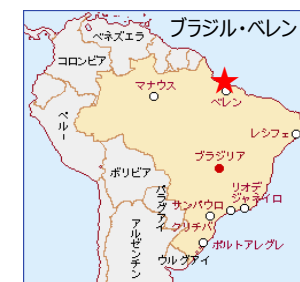 ブラジル・ベレン
ベネズエラ
コロンビア
マナウス
ベレン
ペルー
レシフェ
ブラジリア
ボリビア
リオデ
ジャネイロ
パラグアイ
サンパウロ
クリチバ
アルゼンチン
ポルトアレグレ
ウルグアイ